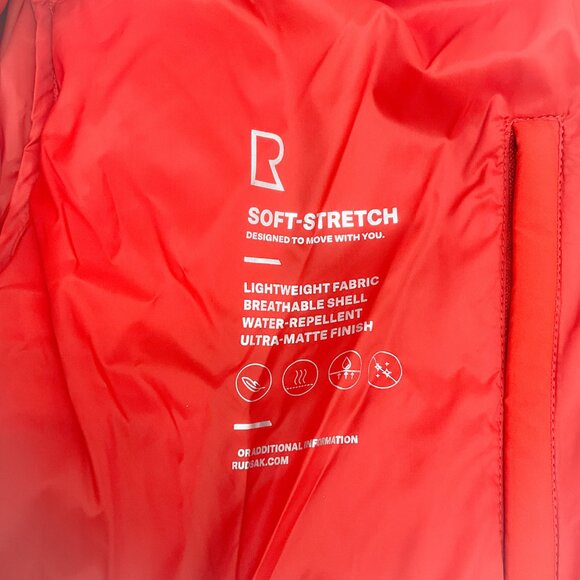 R
SOFT-STRETCH
DESIGNED TO MOVE WITH YOU.
LIGHTWEIGHT FABRIC
BREATHABLE SHELL
WATER-REPELLENT
ULTRA-MATTE FINISH
OR ADDITIONAL INFORMATION
RUDSAK.COM